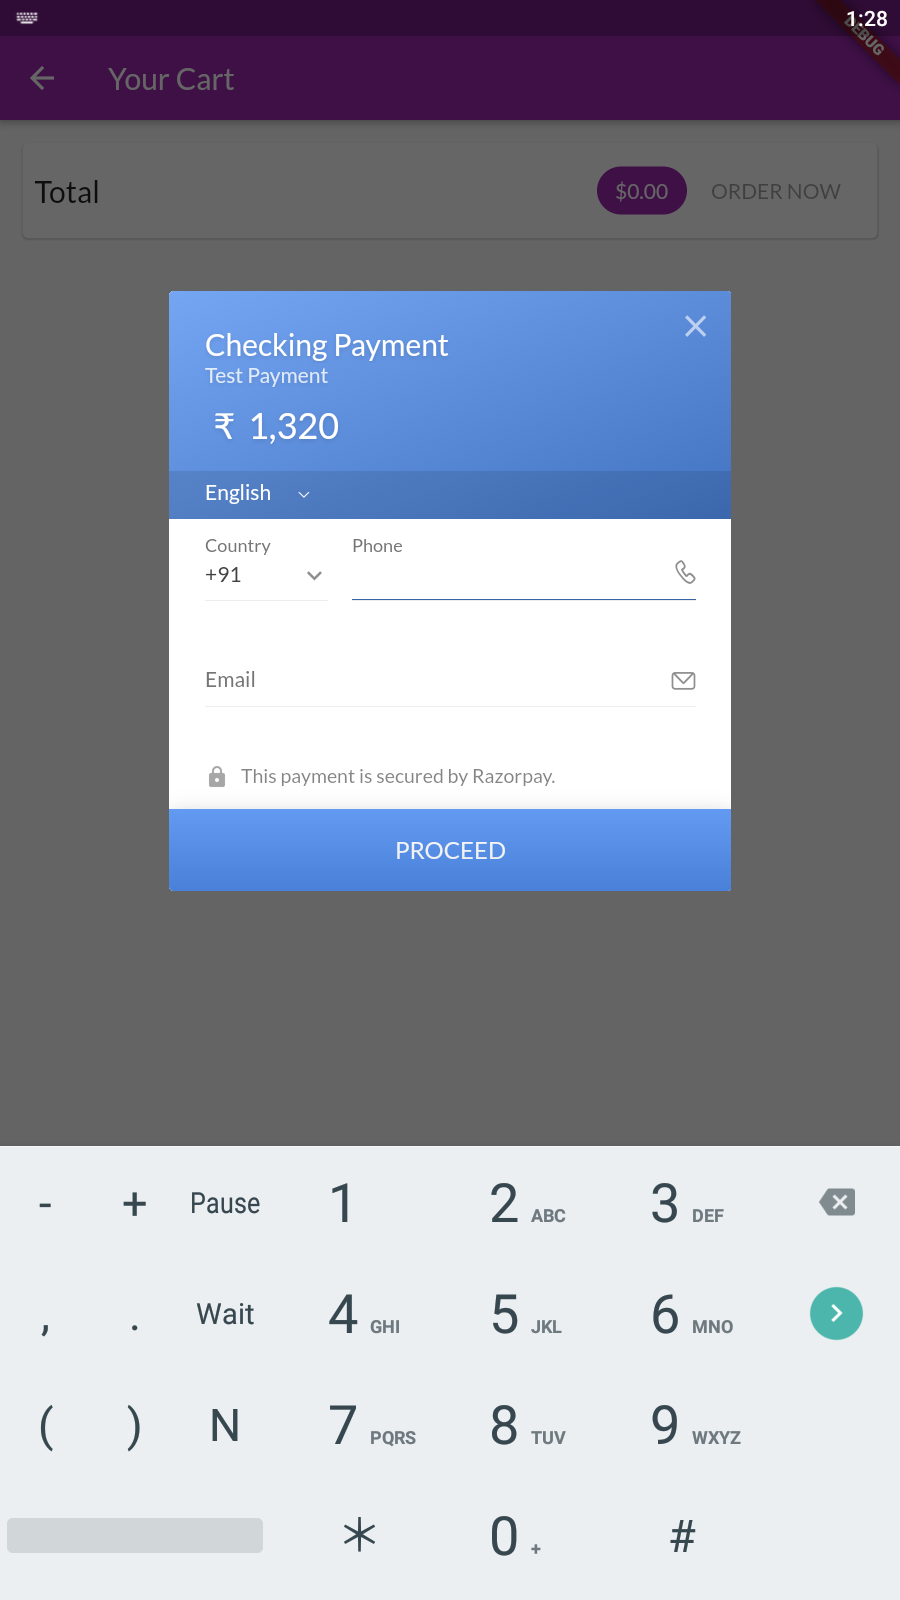 1:28
DEBUG
Your Cart
Total $0.00 ORDER NOW
Checking Payment
Test Payment
₹ 1,320
English
Country Phone
+91
Email
This payment is secured by Razorpay.
PROCEED
- + Pause 1 2 ABC 3 DEF
, . Wait 4 GHI 5 JKL 6 MNO
( ) N 7 PQRS 8 TUV 9 WXYZ
* 0 + #